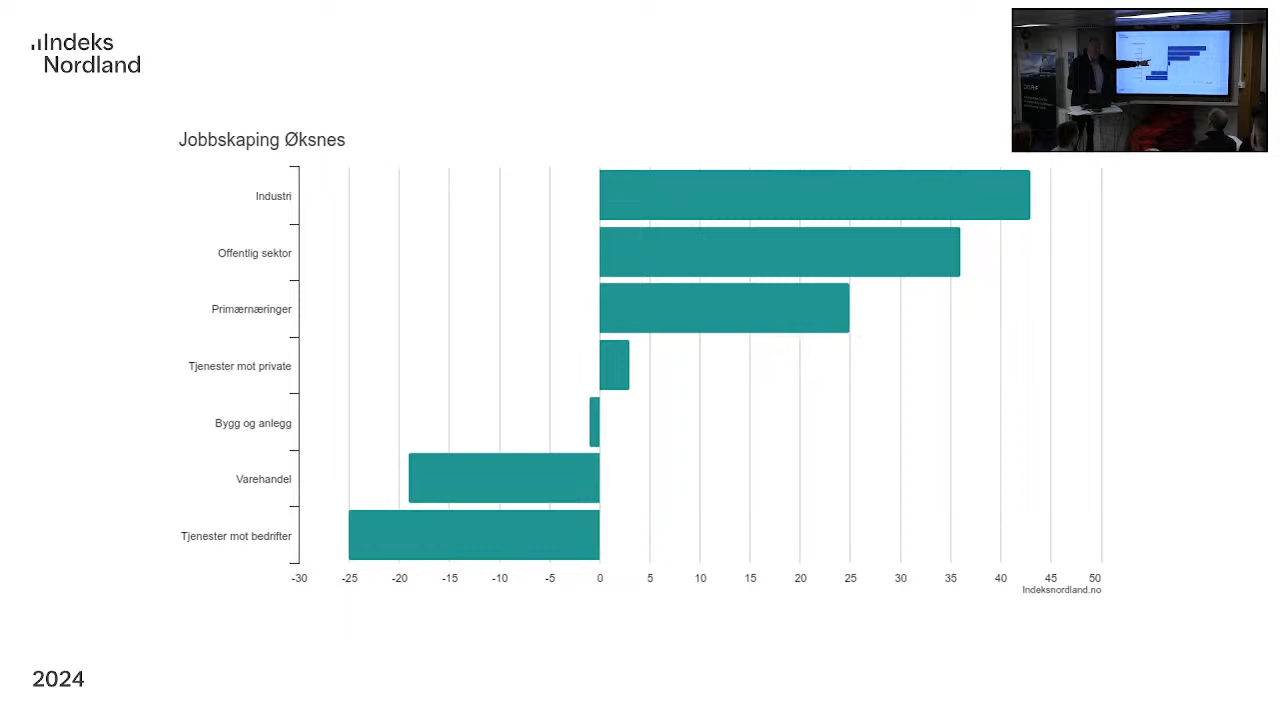 Indeks
Nordland
Jobbskaping Øksnes
Industri
Offentlig sektor
Primærnæringer
Tjenester mot private
Bygg og anlegg
Varehandel
Tjenester mot bedrifter
-30 -25 -20 -15 -10 -5 0 5 10 15 20 25 30 35 40 45 50
Indeksnordland.no
2024